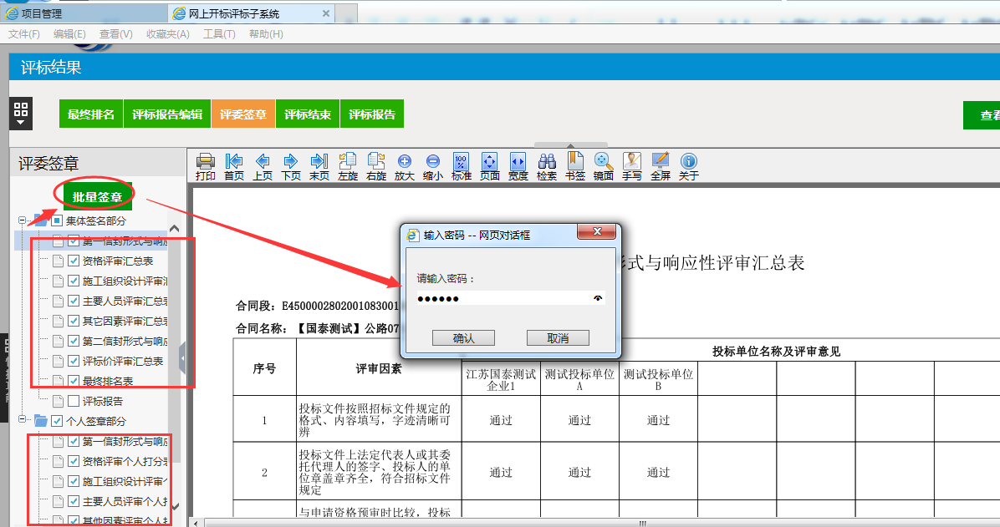 项目管理
网上开标评标子系统
文件(F) 编辑(E) 查看(V) 收藏夹(A) 工具(T) 帮助(H)
评标结果
最终排名 评标报告编辑 评委签章 评标结束 评标报告
查看
评委签章
批量签章
集体签名部分
第一信封形式与响应
资格评审汇总表
施工组织设计评审汇
主要人员评审汇总表
其它因素评审汇总表
第二信封形式与响应
评标价评审汇总表
最终排名表
评标报告
个人签章部分
第一信封形式与响应
资格评审个人打分表
施工组织设计评审个
主要人员评审个人打
其他因素评审个人打
打印 首页 上页 下页 末页 左旋 右旋 放大 缩小 标准 页面 宽度 检索 书签 镜面 手写 全屏 关于
输入密码 -- 网页对话框
请输入密码：
●●●●●●
确认 取消
形式与响应性评审汇总表
合同段: E4500002802001083001
合同名称: 【国泰测试】公路07
序号 评审因素 投标单位名称及评审意见
江苏国泰测试企业1 测试投标单位A 测试投标单位B
1 投标文件按照招标文件规定的格式、内容填写，字迹清晰可辨 通过 通过 通过
2 投标文件上法定代表人或其委托代理人的签字、投标人的单位章盖章齐全，符合招标文件规定 通过 通过 通过
与申请资格预审时比较，投标